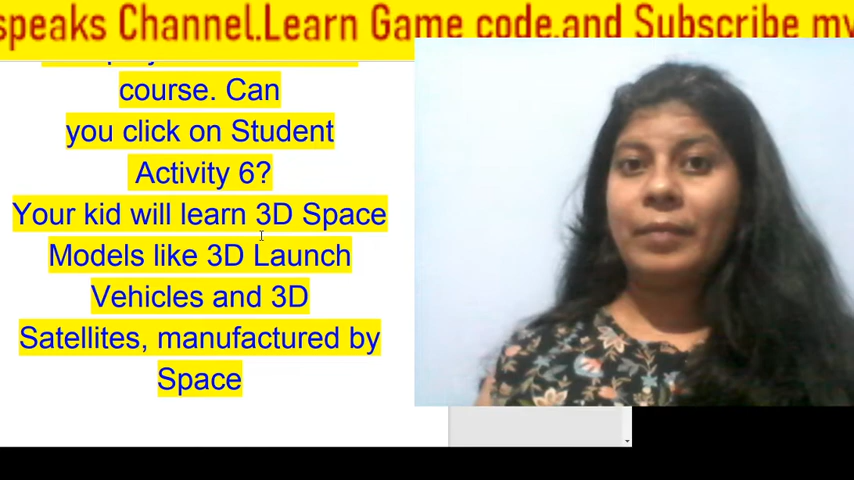 speaks Channel.Learn Game code.and Subscribe my
course. Can
you click on Student
Activity 6?
Your kid will learn 3D Space
Models like 3D Launch
Vehicles and 3D
Satellites, manufactured by
Space